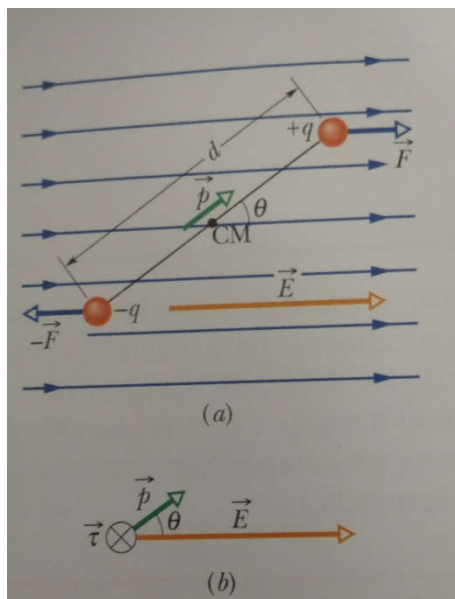 +q
d
F⃗
p⃗
θ
CM
E⃗
-q
-F⃗
(a)
p⃗
E⃗
τ⃗
θ
(b)